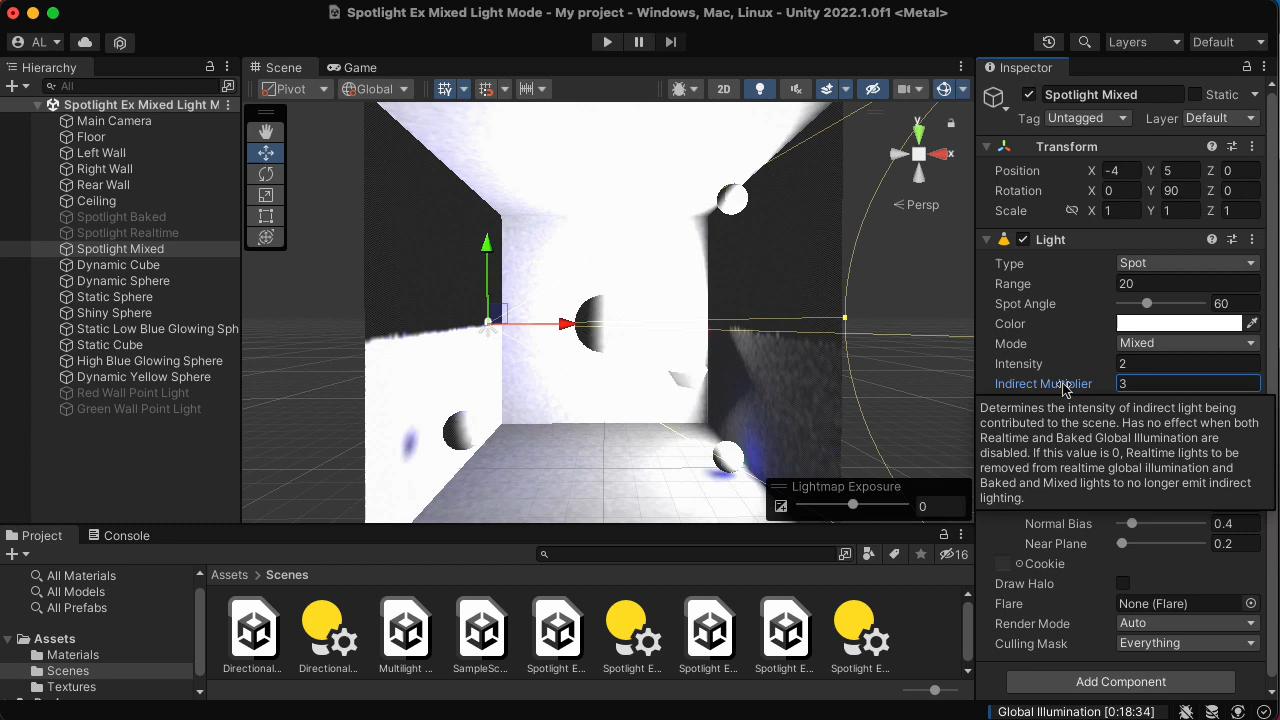 Spotlight Ex Mixed Light Mode - My project - Windows, Mac, Linux - Unity 2022.1.0f1 <Metal>
AL
Layers
Default
Hierarchy
All
Spotlight Ex Mixed Light M
Main Camera
Floor
Left Wall
Right Wall
Rear Wall
Ceiling
Spotlight Baked
Spotlight Realtime
Spotlight Mixed
Dynamic Cube
Dynamic Sphere
Static Sphere
Shiny Sphere
Static Low Blue Glowing Sph
Static Cube
High Blue Glowing Sphere
Dynamic Yellow Sphere
Red Wall Point Light
Green Wall Point Light
Scene
Game
Pivot
Global
2D
y
x
Persp
Lightmap Exposure
0
Inspector
Spotlight Mixed
Static
Tag Untagged Layer Default
Transform
Position X -4 Y 5 Z 0
Rotation X 0 Y 90 Z 0
Scale X 1 Y 1 Z 1
Light
Type Spot
Range 20
Spot Angle 60
Color
Mode Mixed
Intensity 2
Indirect Multiplier 3
Determines the intensity of indirect light being
contributed to the scene. Has no effect when both
Realtime and Baked Global Illumination are
disabled. If this value is 0, Realtime lights to be
removed from realtime global illumination and
Baked and Mixed lights to no longer emit indirect
lighting.
Normal Bias 0.4
Near Plane 0.2
Cookie
Draw Halo
Flare None (Flare)
Render Mode Auto
Culling Mask Everything
Add Component
Project
Console
16
All Materials
All Models
All Prefabs
Assets
Materials
Scenes
Textures
Assets > Scenes
Directional... Directional... Multilight ... SampleSc... Spotlight E... Spotlight E... Spotlight E... Spotlight E... Spotlight E...
Global Illumination [0:18:34]